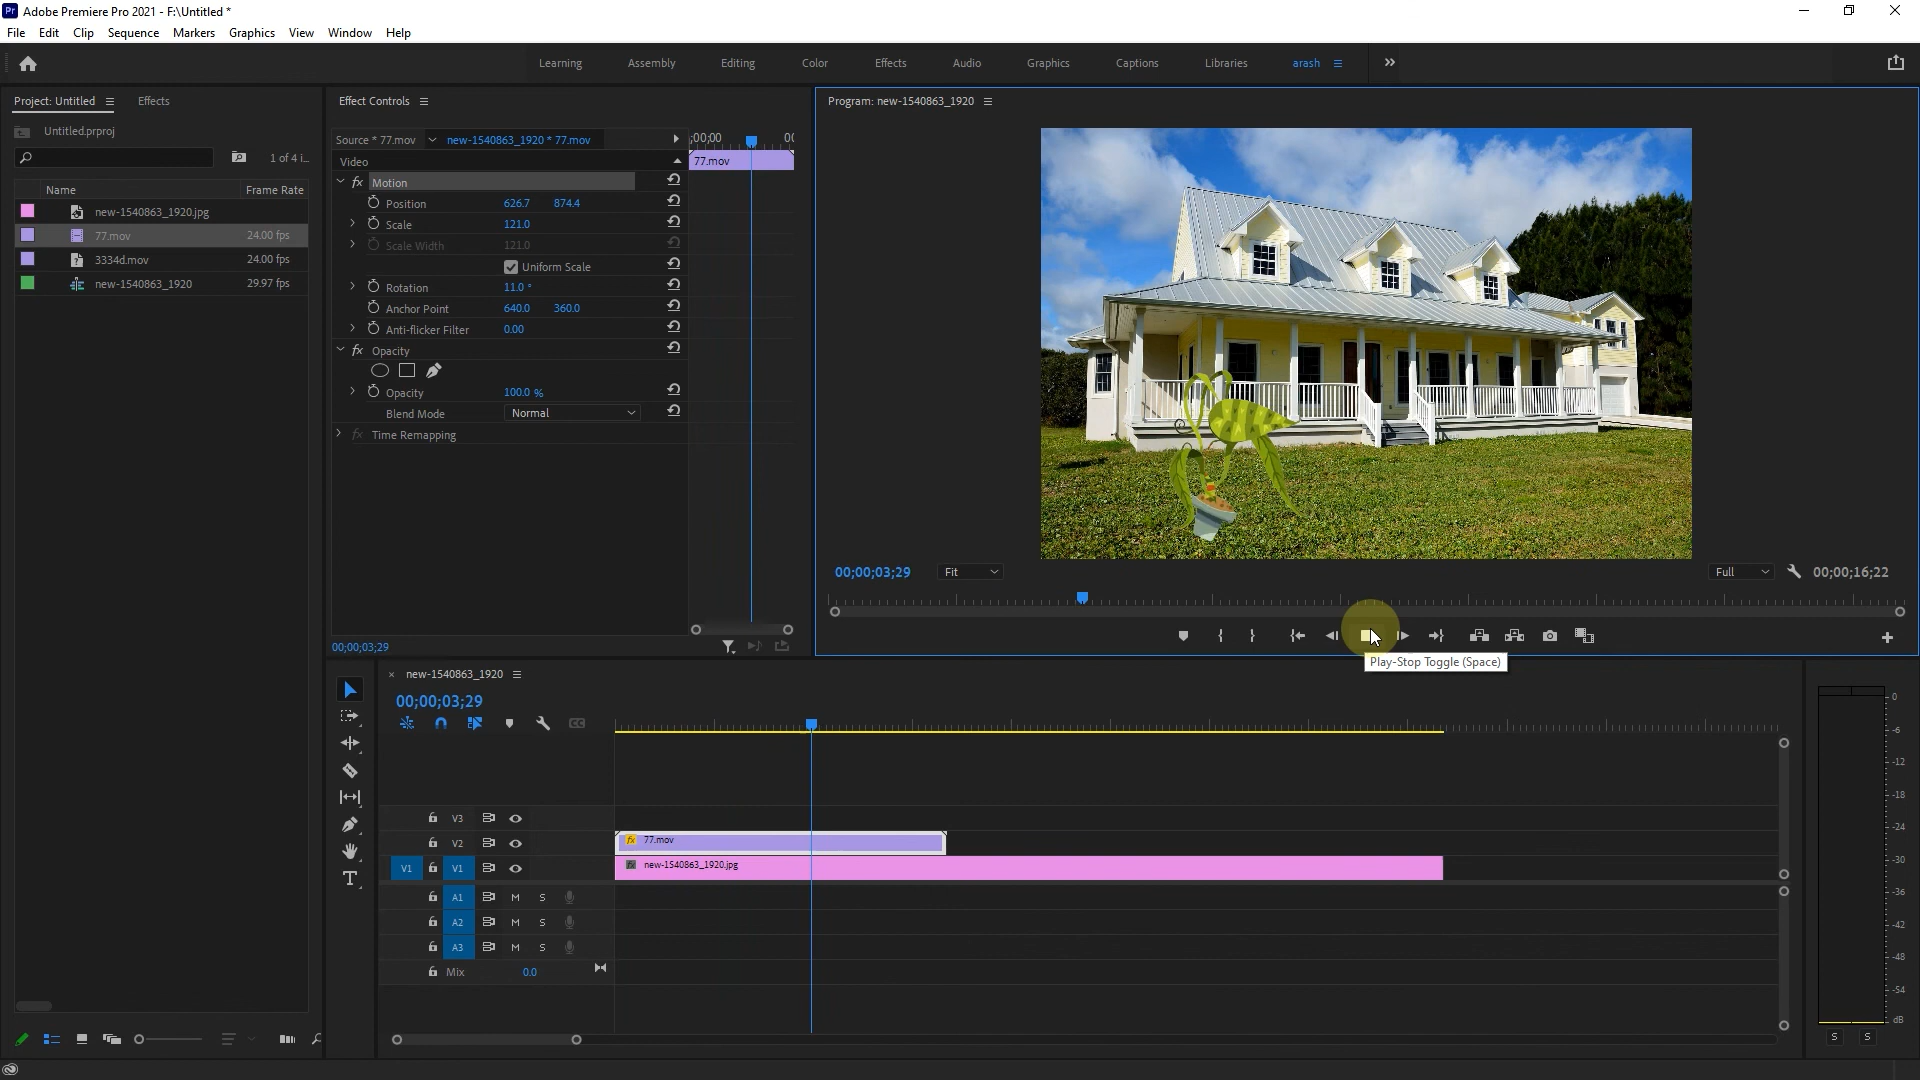 Adobe Premiere Pro 2021 - F:\Untitled *
File Edit Clip Sequence Markers Graphics View Window Help
Learning Assembly Editing Color Effects Audio Graphics Captions Libraries arash
Project: Untitled Effects
Untitled.prproj
1 of 4 i...
Name Frame Rate
new-1540863_1920.jpg
77.mov 24.00 fps
3334d.mov 24.00 fps
new-1540863_1920 29.97 fps
Effect Controls
Source * 77.mov new-1540863_1920 * 77.mov ;00;00 00
Video 77.mov
fx Motion
Position 626.7 874.4
Scale 121.0
Scale Width 121.0
Uniform Scale
Rotation 11.0 °
Anchor Point 640.0 360.0
Anti-flicker Filter 0.00
fx Opacity
Opacity 100.0 %
Blend Mode Normal
fx Time Remapping
00;00;03;29
Program: new-1540863_1920
00;00;03;29 Fit Full 00;00;16;22
Play-Stop Toggle (Space)
× new-1540863_1920
00;00;03;29
V3
V2 fx 77.mov
V1 V1 fx new-1540863_1920.jpg
A1 M S
A2 M S
A3 M S
Mix 0.0
0
-6
-12
-18
-24
-30
-36
-42
-48
-54
dB
S S